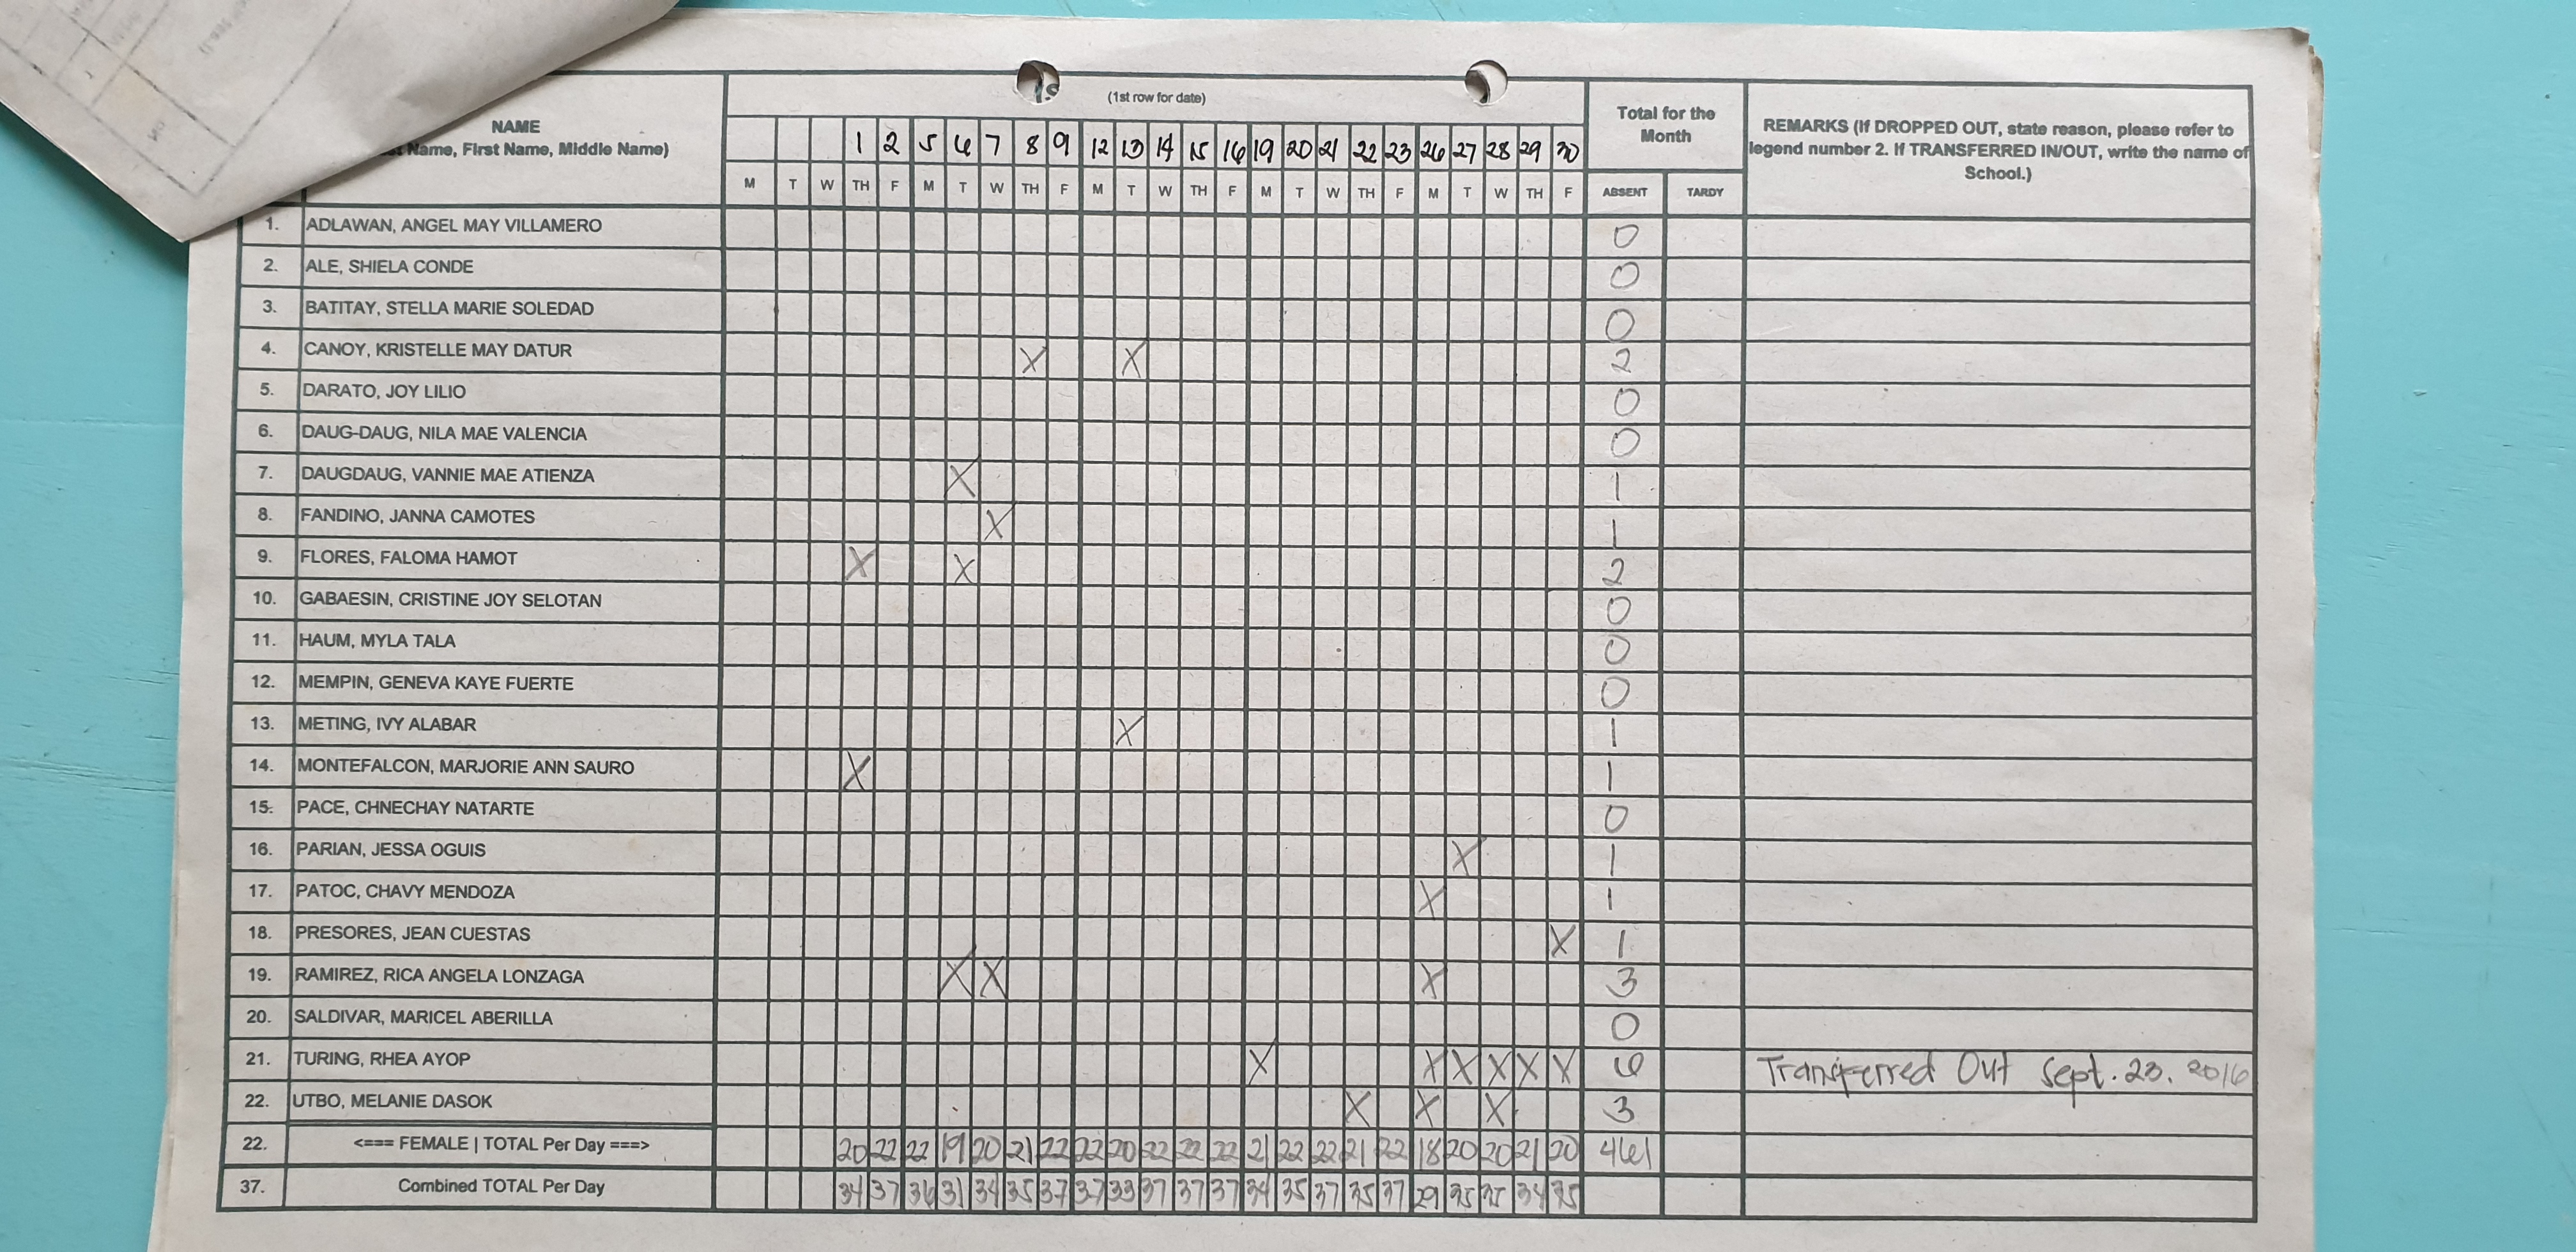 (1st row for date)
NAME
Name, First Name, Middle Name)
Total for the Month
REMARKS (If DROPPED OUT, state reason, please refer to legend number 2. If TRANSFERRED IN/OUT, write the name of School.)
1 2 5 6 7 8 9 12 13 14 15 16 19 20 21 22 23 26 27 28 29 30
M T W TH F M T W TH F M T W TH F M T W TH F M T W TH F ABSENT TARDY
1. ADLAWAN, ANGEL MAY VILLAMERO 0
2. ALE, SHIELA CONDE 0
3. BATITAY, STELLA MARIE SOLEDAD 0
4. CANOY, KRISTELLE MAY DATUR X X 2
5. DARATO, JOY LILIO 0
6. DAUG-DAUG, NILA MAE VALENCIA 0
7. DAUGDAUG, VANNIE MAE ATIENZA X 1
8. FANDINO, JANNA CAMOTES X 1
9. FLORES, FALOMA HAMOT X X 2
10. GABAESIN, CRISTINE JOY SELOTAN 0
11. HAUM, MYLA TALA 0
12. MEMPIN, GENEVA KAYE FUERTE 0
13. METING, IVY ALABAR X 1
14. MONTEFALCON, MARJORIE ANN SAURO X 1
15. PACE, CHNECHAY NATARTE 0
16. PARIAN, JESSA OGUIS X 1
17. PATOC, CHAVY MENDOZA X 1
18. PRESORES, JEAN CUESTAS X 1
19. RAMIREZ, RICA ANGELA LONZAGA X X X 3
20. SALDIVAR, MARICEL ABERILLA 0
21. TURING, RHEA AYOP X X X X X X 6 Transferred Out Sept. 23. 2016
22. UTBO, MELANIE DASOK X X X 3
22. <=== FEMALE | TOTAL Per Day ===> 20 22 22 19 20 21 22 22 20 22 22 22 21 22 22 21 22 18 20 20 21 20 461
37. Combined TOTAL Per Day 34 37 36 31 34 35 37 37 33 37 37 37 34 35 37 35 37 29 35 35 34 35